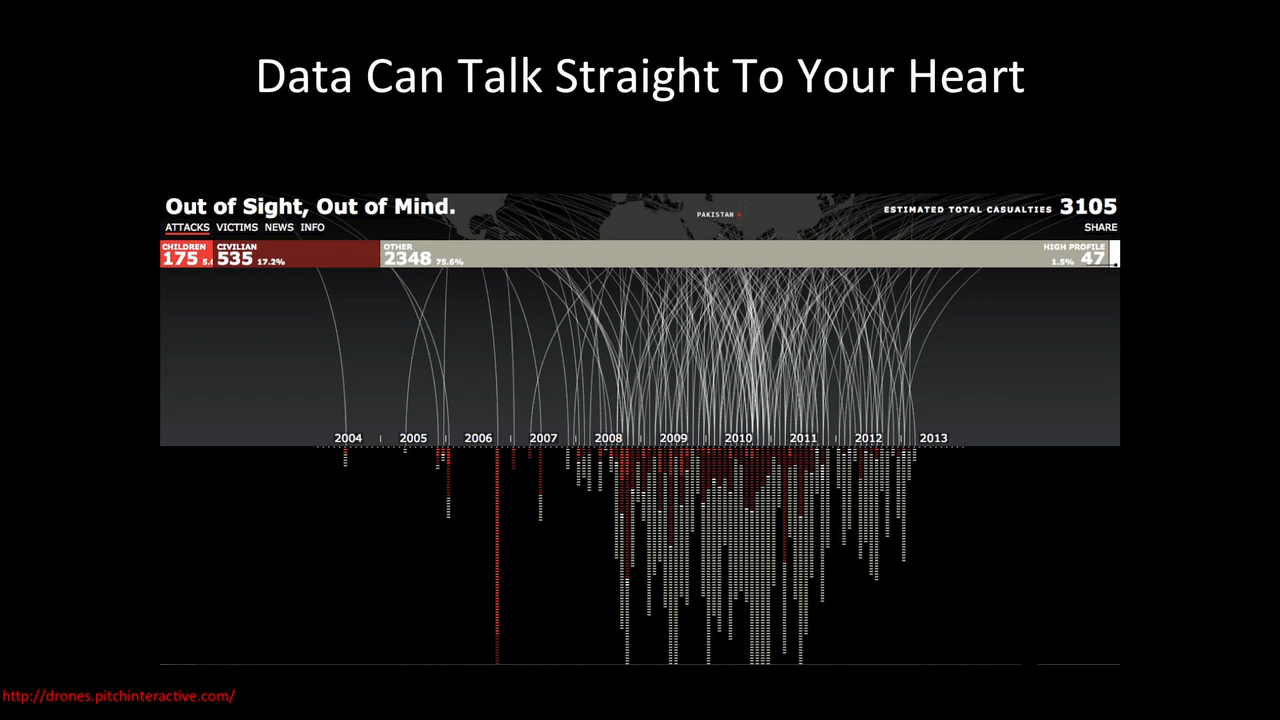 Data Can Talk Straight To Your Heart
Out of Sight, Out of Mind.
ATTACKS VICTIMS NEWS INFO
PAKISTAN
ESTIMATED TOTAL CASUALTIES 3105
SHARE
CHILDREN CIVILIAN OTHER HIGH PROFILE
175 535 17.2% 2348 75.6% 1.5% 47
2004 2005 2006 2007 2008 2009 2010 2011 2012 2013
http://drones.pitchinteractive.com/